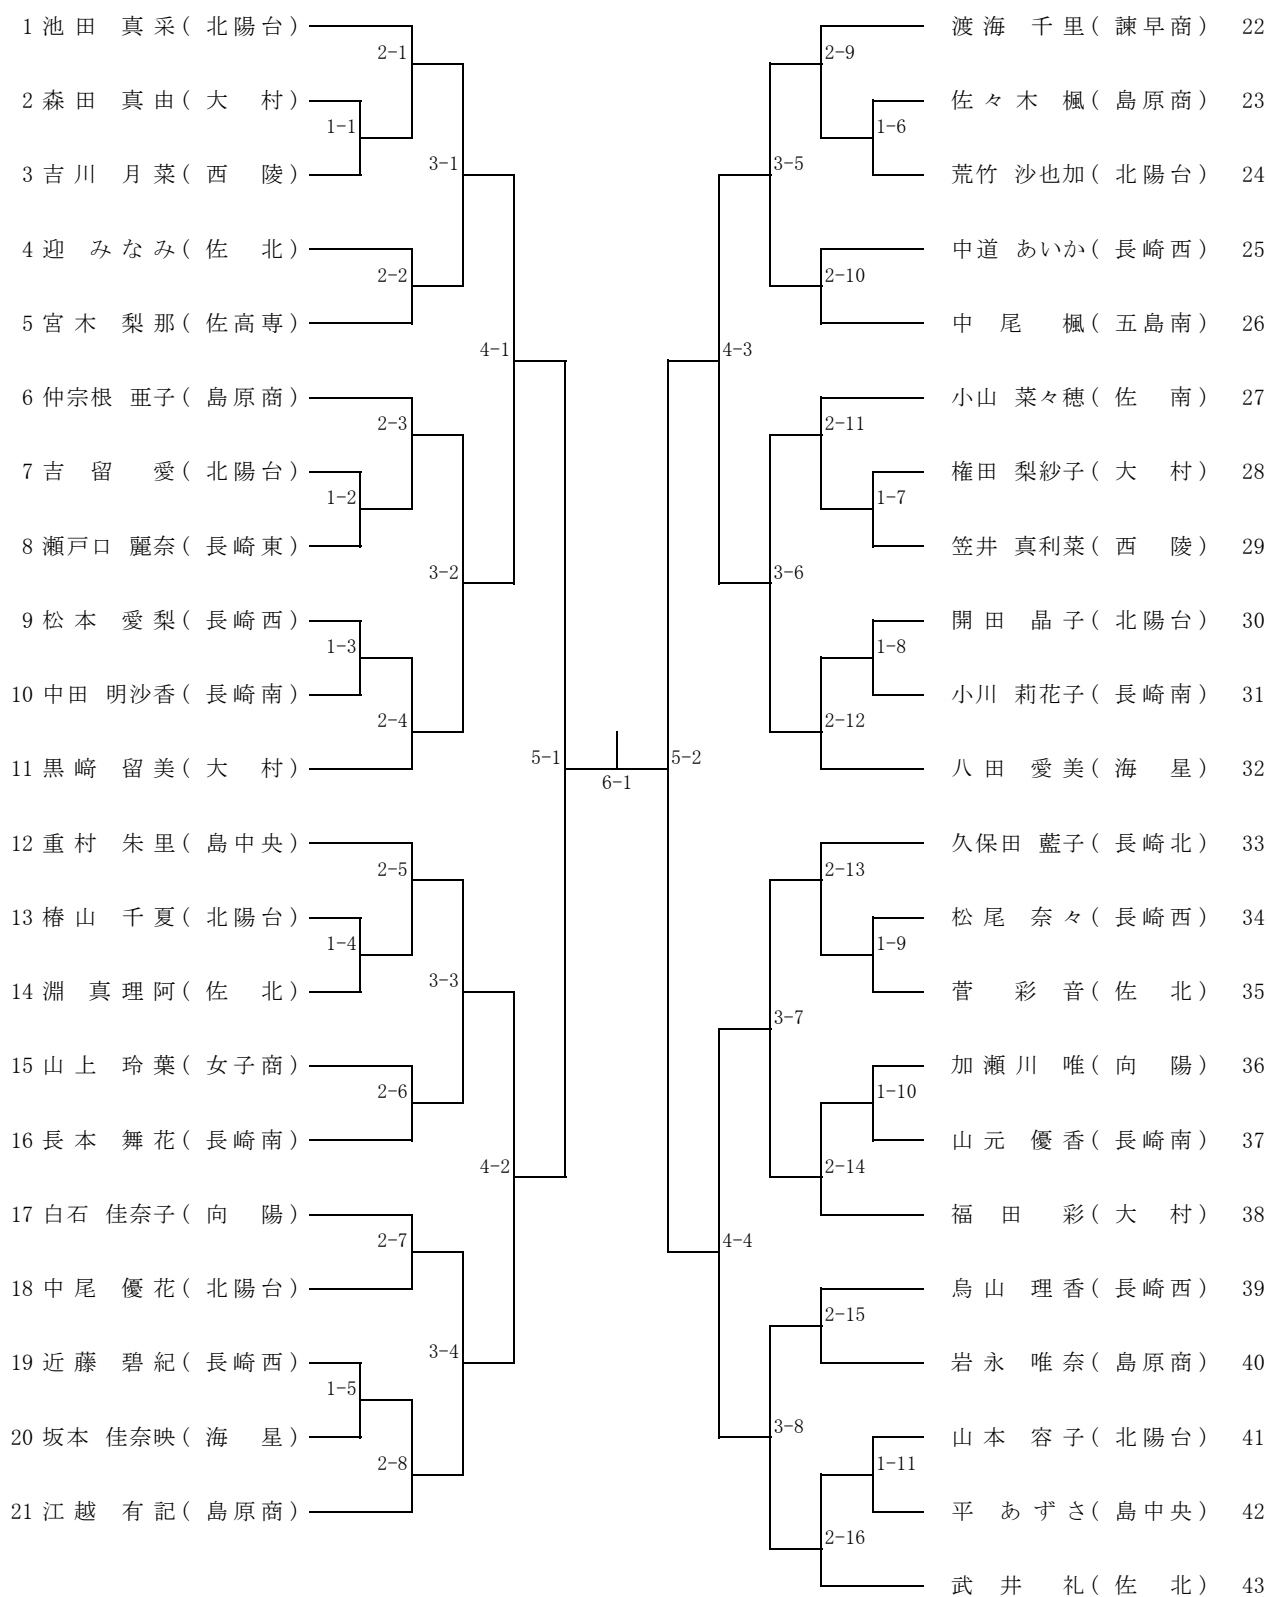 1 池田 真采(北陽台)
2-1
2 森田 真由(大 村)
1-1
3 吉川 月菜(西 陵)
3-1
4 迎 みなみ(佐 北)
2-2
5 宮木 梨那(佐高専)
4-1
6 仲宗根 亜子(島原商)
2-3
7 吉留 愛(北陽台)
1-2
8 瀬戸口 麗奈(長崎東)
3-2
9 松本 愛梨(長崎西)
1-3
10 中田 明沙香(長崎南)
2-4
11 黒﨑 留美(大 村)
5-1
6-1
12 重村 朱里(島中央)
2-5
13 椿山 千夏(北陽台)
1-4
14 淵 真理阿(佐 北)
3-3
15 山上 玲葉(女子商)
2-6
16 長本 舞花(長崎南)
4-2
17 白石 佳奈子(向 陽)
2-7
18 中尾 優花(北陽台)
3-4
19 近藤 碧紀(長崎西)
1-5
20 坂本 佳奈映(海 星)
2-8
21 江越 有記(島原商)
渡海 千里(諫早商) 22
2-9
佐々木 楓(島原商) 23
1-6
荒竹 沙也加(北陽台) 24
3-5
中道 あいか(長崎西) 25
2-10
中尾 楓(五島南) 26
4-3
小山 菜々穂(佐 南) 27
2-11
権田 梨紗子(大 村) 28
1-7
笠井 真利菜(西 陵) 29
3-6
開田 晶子(北陽台) 30
1-8
小川 莉花子(長崎南) 31
2-12
八田 愛美(海 星) 32
5-2
久保田 藍子(長崎北) 33
2-13
松尾 奈々(長崎西) 34
1-9
菅 彩音(佐 北) 35
3-7
加瀬川 唯(向 陽) 36
1-10
山元 優香(長崎南) 37
2-14
福田 彩(大 村) 38
4-4
鳥山 理香(長崎西) 39
2-15
岩永 唯奈(島原商) 40
3-8
山本 容子(北陽台) 41
1-11
平 あずさ(島中央) 42
2-16
武井 礼(佐 北) 43